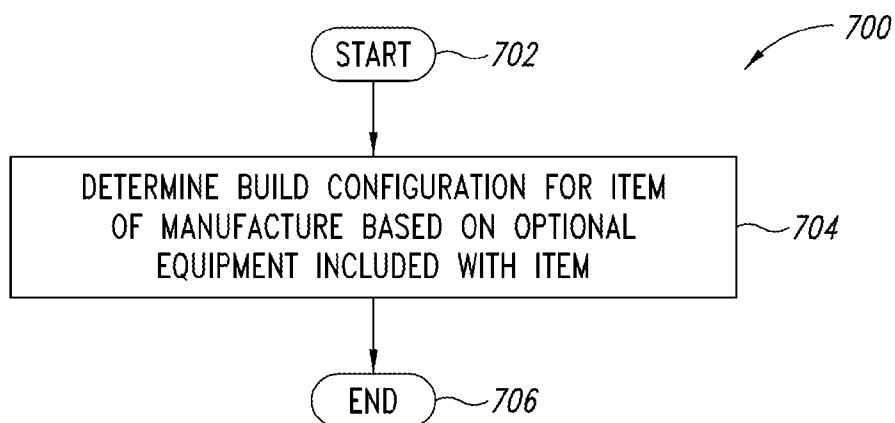 700
START 702
DETERMINE BUILD CONFIGURATION FOR ITEM
OF MANUFACTURE BASED ON OPTIONAL
EQUIPMENT INCLUDED WITH ITEM
704
END 706